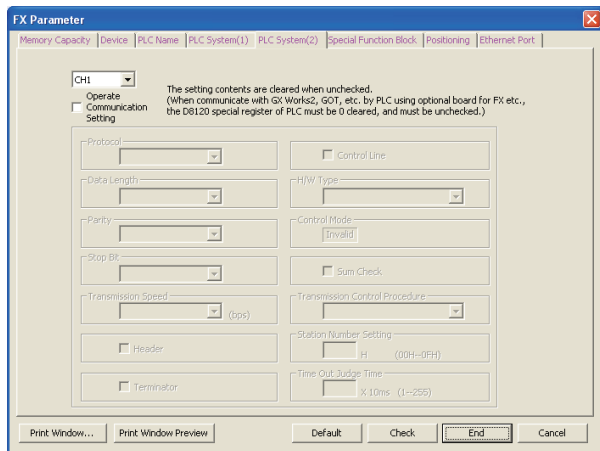 FX Parameter
Memory Capacity Device PLC Name PLC System(1) PLC System(2) Special Function Block Positioning Ethernet Port
CH1
The setting contents are cleared when unchecked.
(When communicate with GX Works2, GOT, etc. by PLC using optional board for FX etc.,
the D8120 special register of PLC must be 0 cleared, and must be unchecked.)
Operate
Communication
Setting
Protocol
Control Line
Data Length
H/W Type
Parity
Control Mode
Invalid
Stop Bit
Sum Check
Transmission Speed
(bps)
Transmission Control Procedure
Header
Station Number Setting
H (00H--0FH)
Terminator
Time Out Judge Time
X 10ms (1--255)
Print Window... Print Window Preview Default Check End Cancel